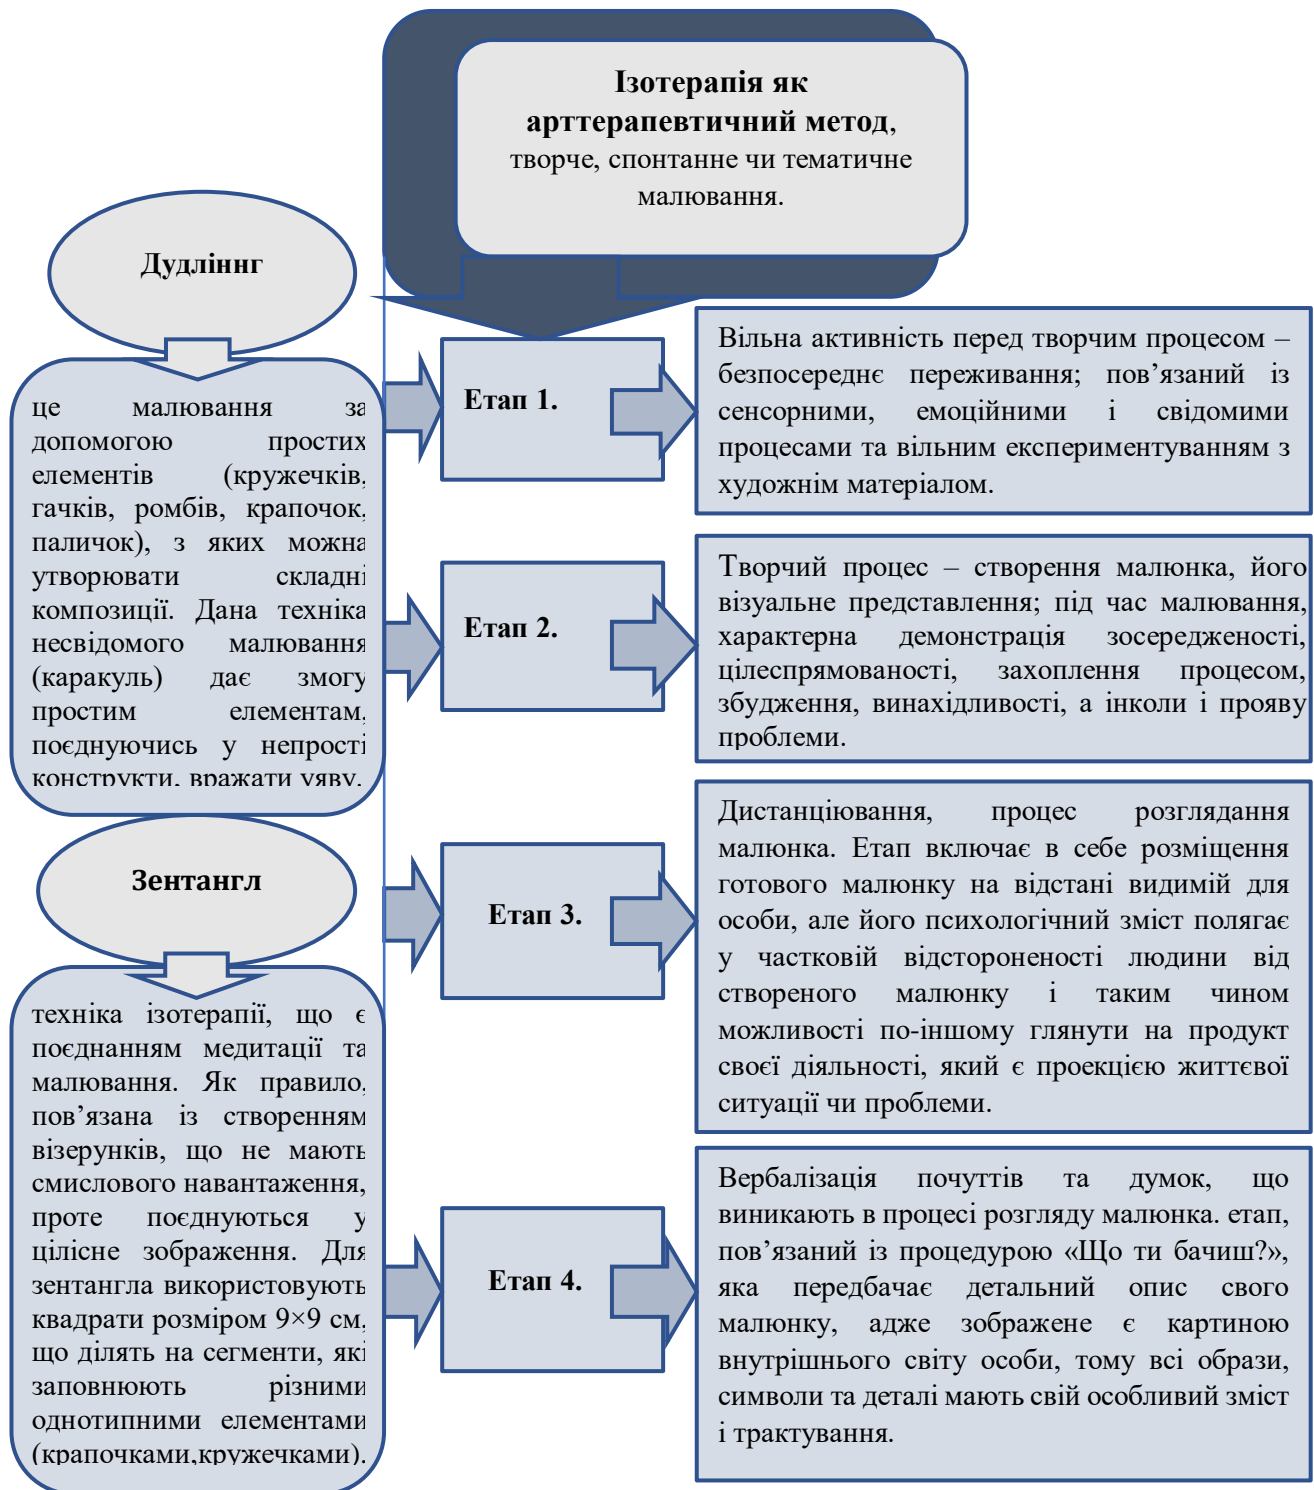 Ізотерапія як
арттерапевтичний метод,
творче, спонтанне чи тематичне
малювання.
Дудліннг
це малювання за
допомогою простих
елементів (кружечків,
гачків, ромбів, крапочок,
паличок), з яких можна
утворювати складні
композиції. Дана техніка
несвідомого малювання
(каракуль) дає змогу
простим елементам,
поєднуючись у непрості
конструкти, вражати уяву.
Зентангл
техніка ізотерапії, що є
поєднанням медитації та
малювання. Як правило,
пов’язана із створенням
візерунків, що не мають
смислового навантаження,
проте поєднуються у
цілісне зображення. Для
зентангла використовують
квадрати розміром 9×9 см,
що ділять на сегменти, які
заповнюють різними
однотипними елементами
(крапочками,кружечками).
Етап 1.
Вільна активність перед творчим процесом –
безпосереднє переживання; пов’язаний із
сенсорними, емоційними і свідомими
процесами та вільним експериментуванням з
художнім матеріалом.
Етап 2.
Творчий процес – створення малюнка, його
візуальне представлення; під час малювання,
характерна демонстрація зосередженості,
цілеспрямованості, захоплення процесом,
збудження, винахідливості, а інколи і прояву
проблеми.
Етап 3.
Дистанціювання, процес розглядання
малюнка. Етап включає в себе розміщення
готового малюнку на відстані видимій для
особи, але його психологічний зміст полягає
у частковій відстороненості людини від
створеного малюнку і таким чином
можливості по-іншому глянути на продукт
своєї діяльності, який є проекцією життєвої
ситуації чи проблеми.
Етап 4.
Вербалізація почуттів та думок, що
виникають в процесі розгляду малюнка. етап,
пов’язаний із процедурою «Що ти бачиш?»,
яка передбачає детальний опис свого
малюнку, адже зображене є картиною
внутрішнього світу особи, тому всі образи,
символи та деталі мають свій особливий зміст
і трактування.